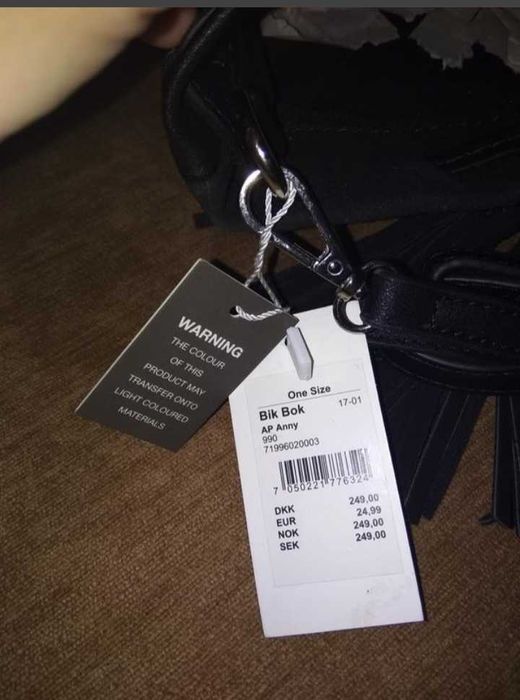 WARNING
THE COLOUR
OF THIS
PRODUCT MAY
TRANSFER ONTO
LIGHT COLOURED
MATERIALS
One Size
Bik Bok 17-01
AP Anny
990
71996020003
7 050221 776324
DKK 249,00
EUR 24,99
NOK 249,00
SEK 249,00